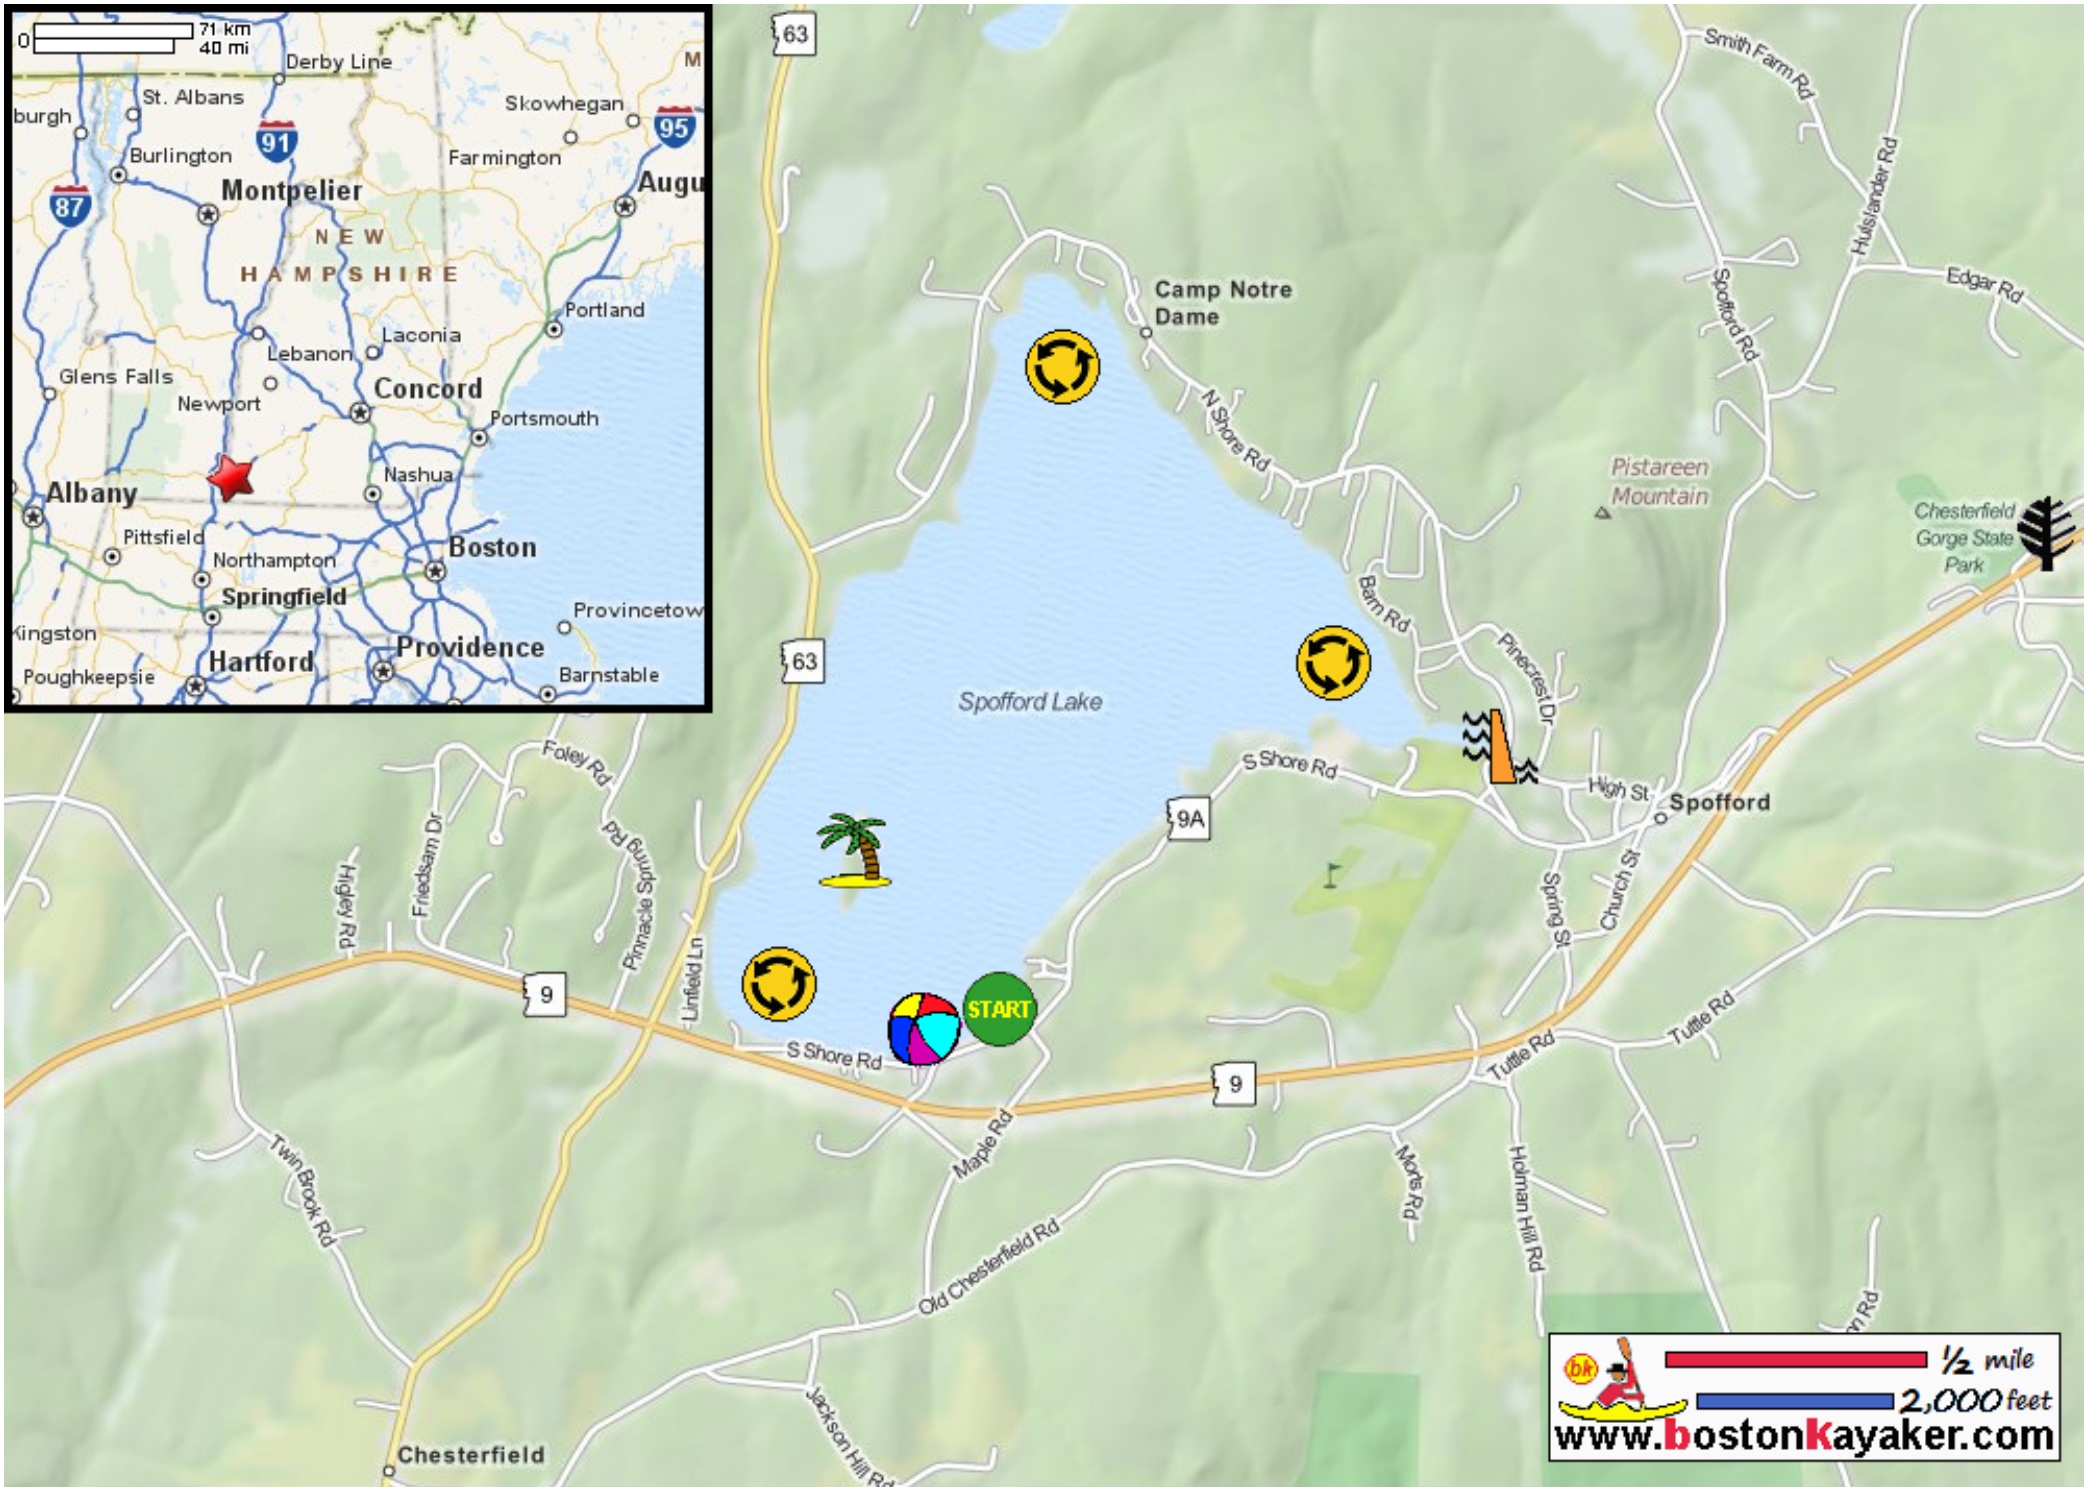 0
71 km
40 mi
Derby Line
M
St. Albans
Skowhegan
burgh
95
91
Burlington
Farmington
Montpelier
Augu
87
NEW
HAMPSHIRE
Portland
Laconia
Lebanon
Glens Falls
Concord
Newport
Portsmouth
Nashua
Albany
Pittsfield
Boston
Northampton
Springfield
Provincetow
Kingston
Providence
Hartford
Poughkeepsie
Barnstable
63
Smith Farm Rd
Hulslander Rd
Camp Notre
Dame
Spofford Rd
Edgar Rd
N Shore Rd
Pistareen
Mountain
Chesterfield
Gorge State
Park
Barn Rd
63
Pinecrest Dr
Spofford Lake
Foley Rd
S Shore Rd
High St
Spofford
9A
Friedsam Dr
Pinnacle Spring Rd
Higley Rd
Spring St
Church St
Linfield Ln
9
START
S Shore Rd
Tuttle Rd
Tuttle Rd
9
Maple Rd
Twin Brook Rd
Morts Rd
Holman Hill Rd
Old Chesterfield Rd
on Rd
Jackson Hill Rd
Chesterfield
bk
½ mile
2,000 feet
www.bostonkayaker.com